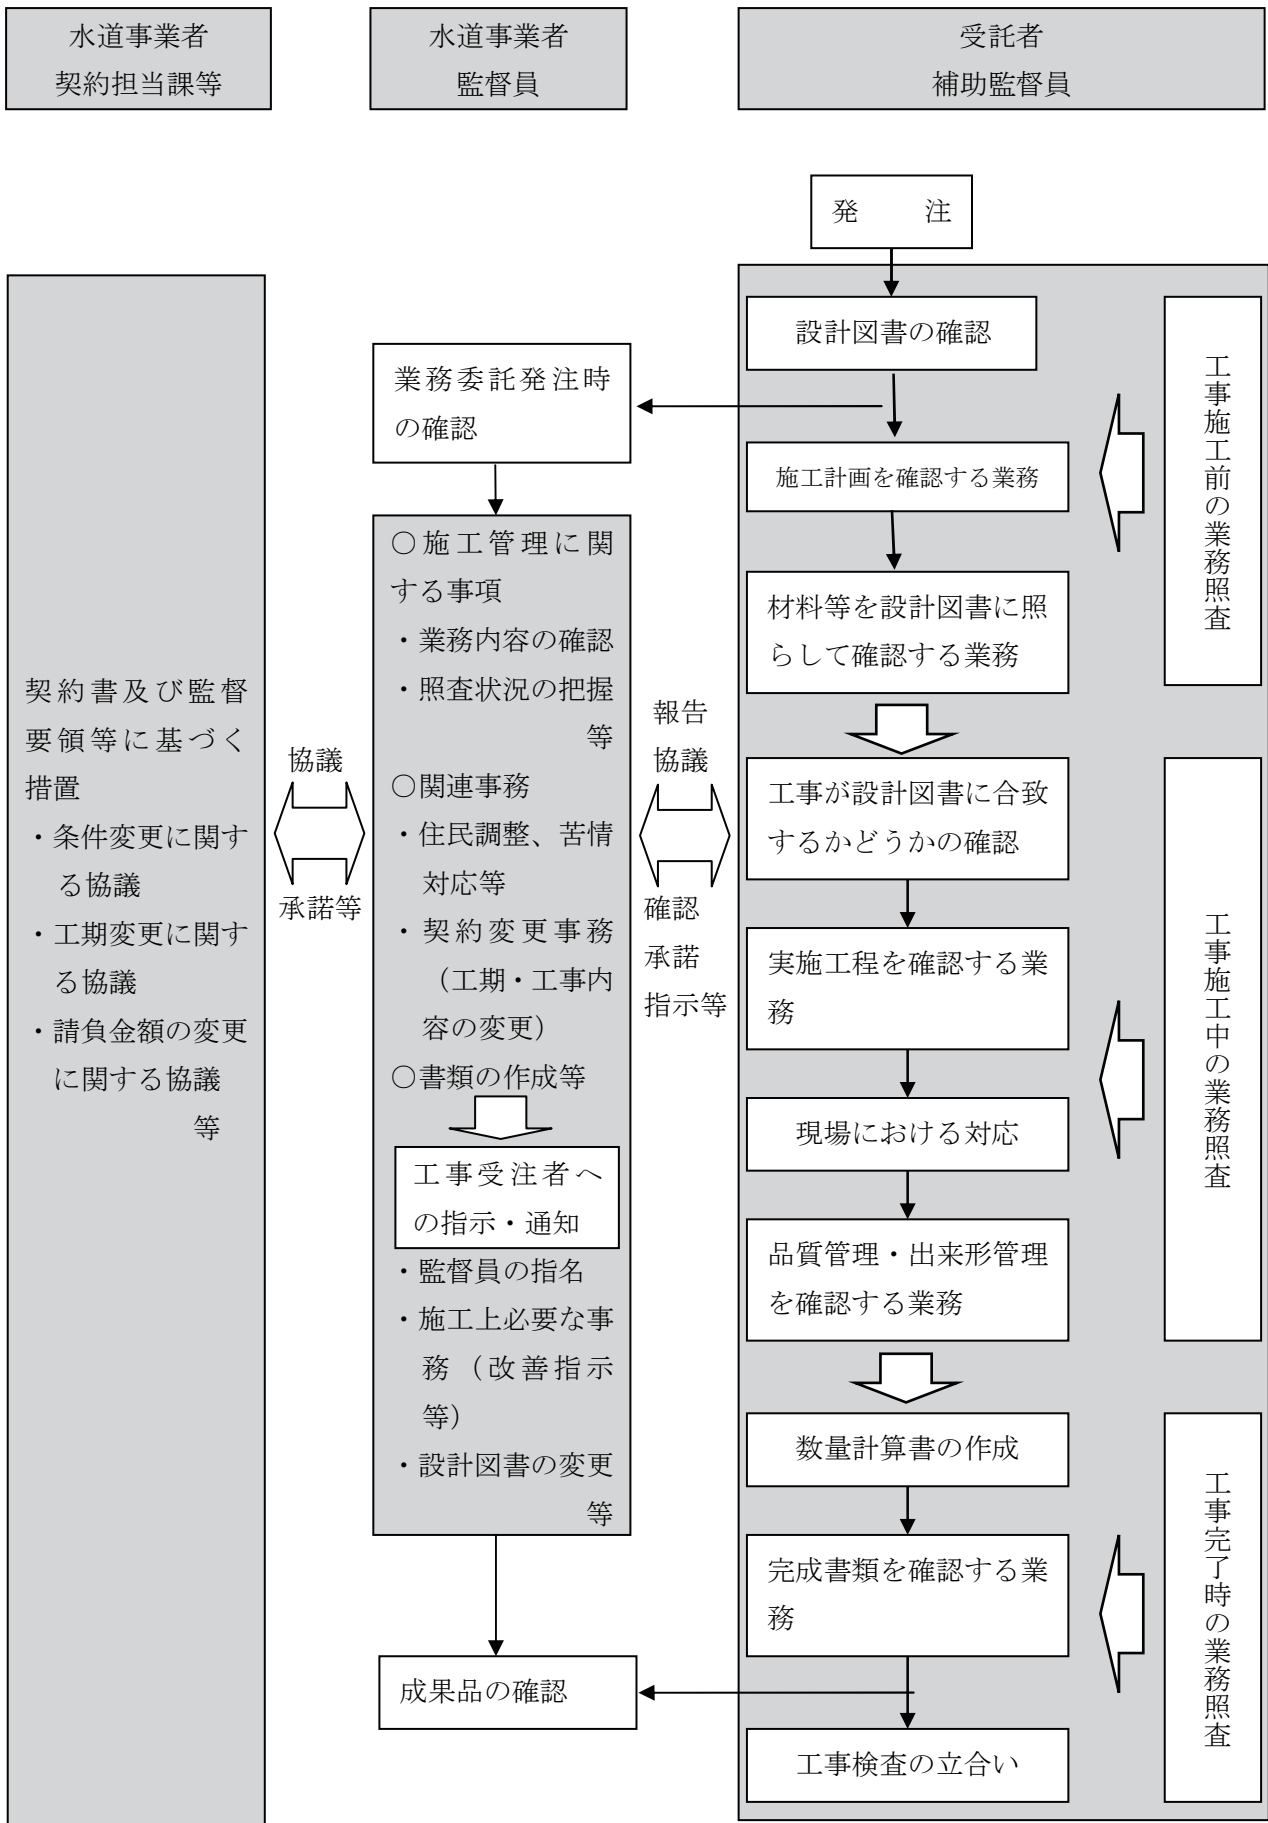 水道事業者
契約担当課等
水道事業者
監督員
受託者
補助監督員
発　　注
契約書及び監督
要領等に基づく
措置
・条件変更に関す
る協議
・工期変更に関す
る協議
・請負金額の変更
に関する協議
等
協議
承諾等
業務委託発注時
の確認
○施工管理に関
する事項
・業務内容の確認
・照査状況の把握
等
○関連事務
・住民調整、苦情
対応等
・契約変更事務
（工期・工事内
容の変更）
○書類の作成等
工事受注者へ
の指示・通知
・監督員の指名
・施工上必要な事
務（改善指示
等）
・設計図書の変更
等
成果品の確認
報告
協議
確認
承諾
指示等
設計図書の確認
施工計画を確認する業務
材料等を設計図書に照
らして確認する業務
工事が設計図書に合致
するかどうかの確認
実施工程を確認する業
務
現場における対応
品質管理・出来形管理
を確認する業務
数量計算書の作成
完成書類を確認する業
務
工事検査の立合い
工事施工前の業務照査
工事施工中の業務照査
工事完了時の業務照査